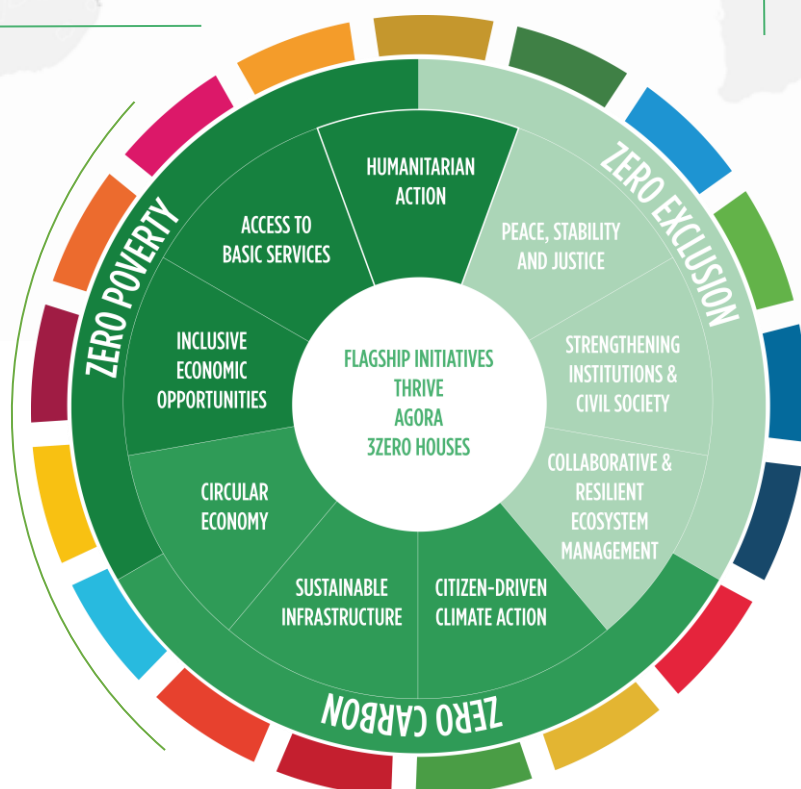 ZERO POVERTY
ZERO EXCLUSION
HUMANITARIAN
ACTION
ACCESS TO
BASIC SERVICES
PEACE, STABILITY
AND JUSTICE
INCLUSIVE
ECONOMIC
OPPORTUNITIES
FLAGSHIP INITIATIVES
THRIVE
AGORA
3ZERO HOUSES
STRENGTHENING
INSTITUTIONS &
CIVIL SOCIETY
CIRCULAR
ECONOMY
COLLABORATIVE &
RESILIENT
ECOSYSTEM
MANAGEMENT
SUSTAINABLE
INFRASTRUCTURE
CITIZEN-DRIVEN
CLIMATE ACTION
ZERO CARBON